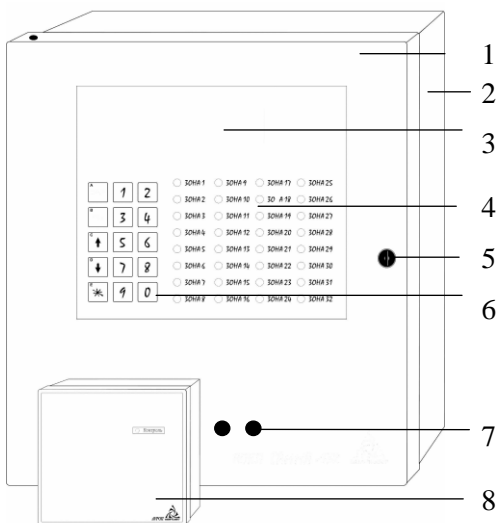 1
2
3
A 1 2 ЗОНА 1 ЗОНА 9 ЗОНА 17 ЗОНА 25
ЗОНА 2 ЗОНА 10 ЗО А 18 ЗОНА 26
4
B 3 4 ЗОНА 3 ЗОНА 11 ЗОНА 19 ЗОНА 27
ЗОНА 4 ЗОНА 12 ЗОНА 20 ЗОНА 28
C ↑ 5 6 ЗОНА 5 ЗОНА 13 ЗОНА 21 ЗОНА 29
5
ЗОНА 6 ЗОНА 14 ЗОНА 22 ЗОНА 30
D ↓ 7 8 ЗОНА 7 ЗОНА 15 ЗОНА 23 ЗОНА 31
* 9 0 ЗОНА 8 ЗОНА 16 ЗОНА 24 ЗОНА 32
6
7
8